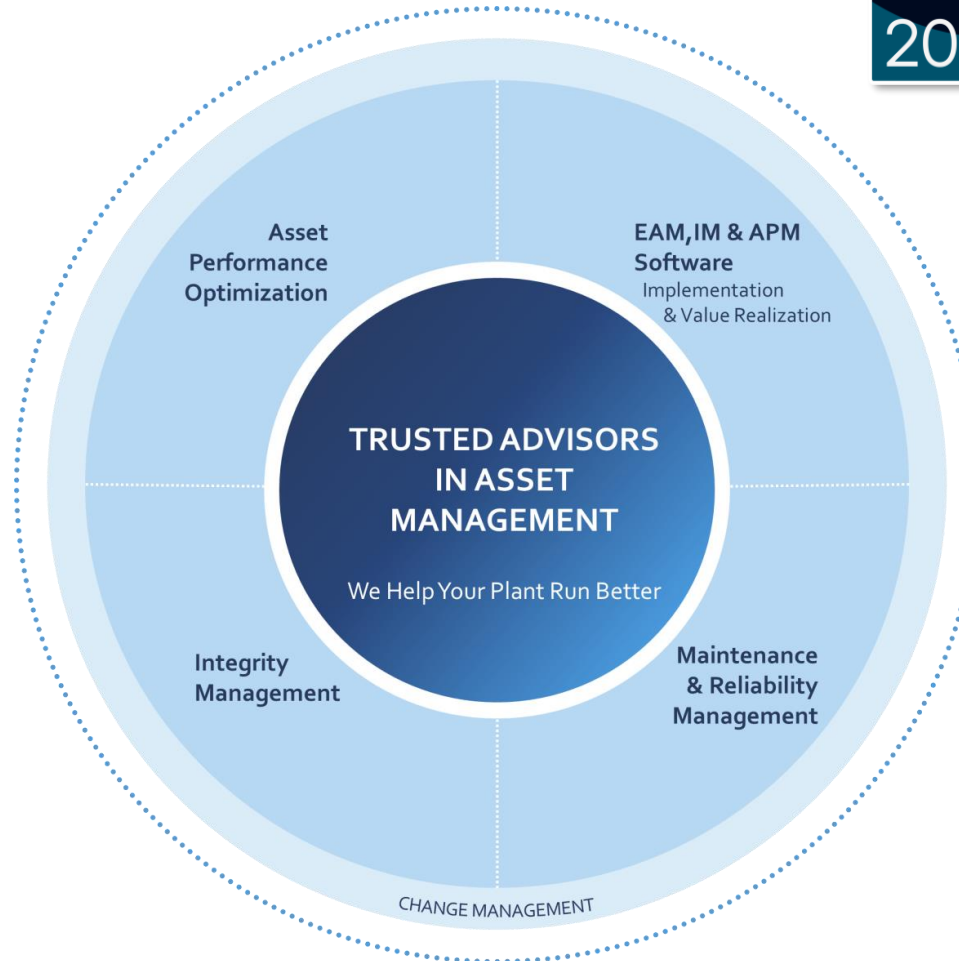 20
Asset
Performance
Optimization
EAM,IM & APM
Software
Implementation
& Value Realization
TRUSTED ADVISORS
IN ASSET
MANAGEMENT
We Help Your Plant Run Better
Integrity
Management
Maintenance
& Reliability
Management
CHANGE MANAGEMENT